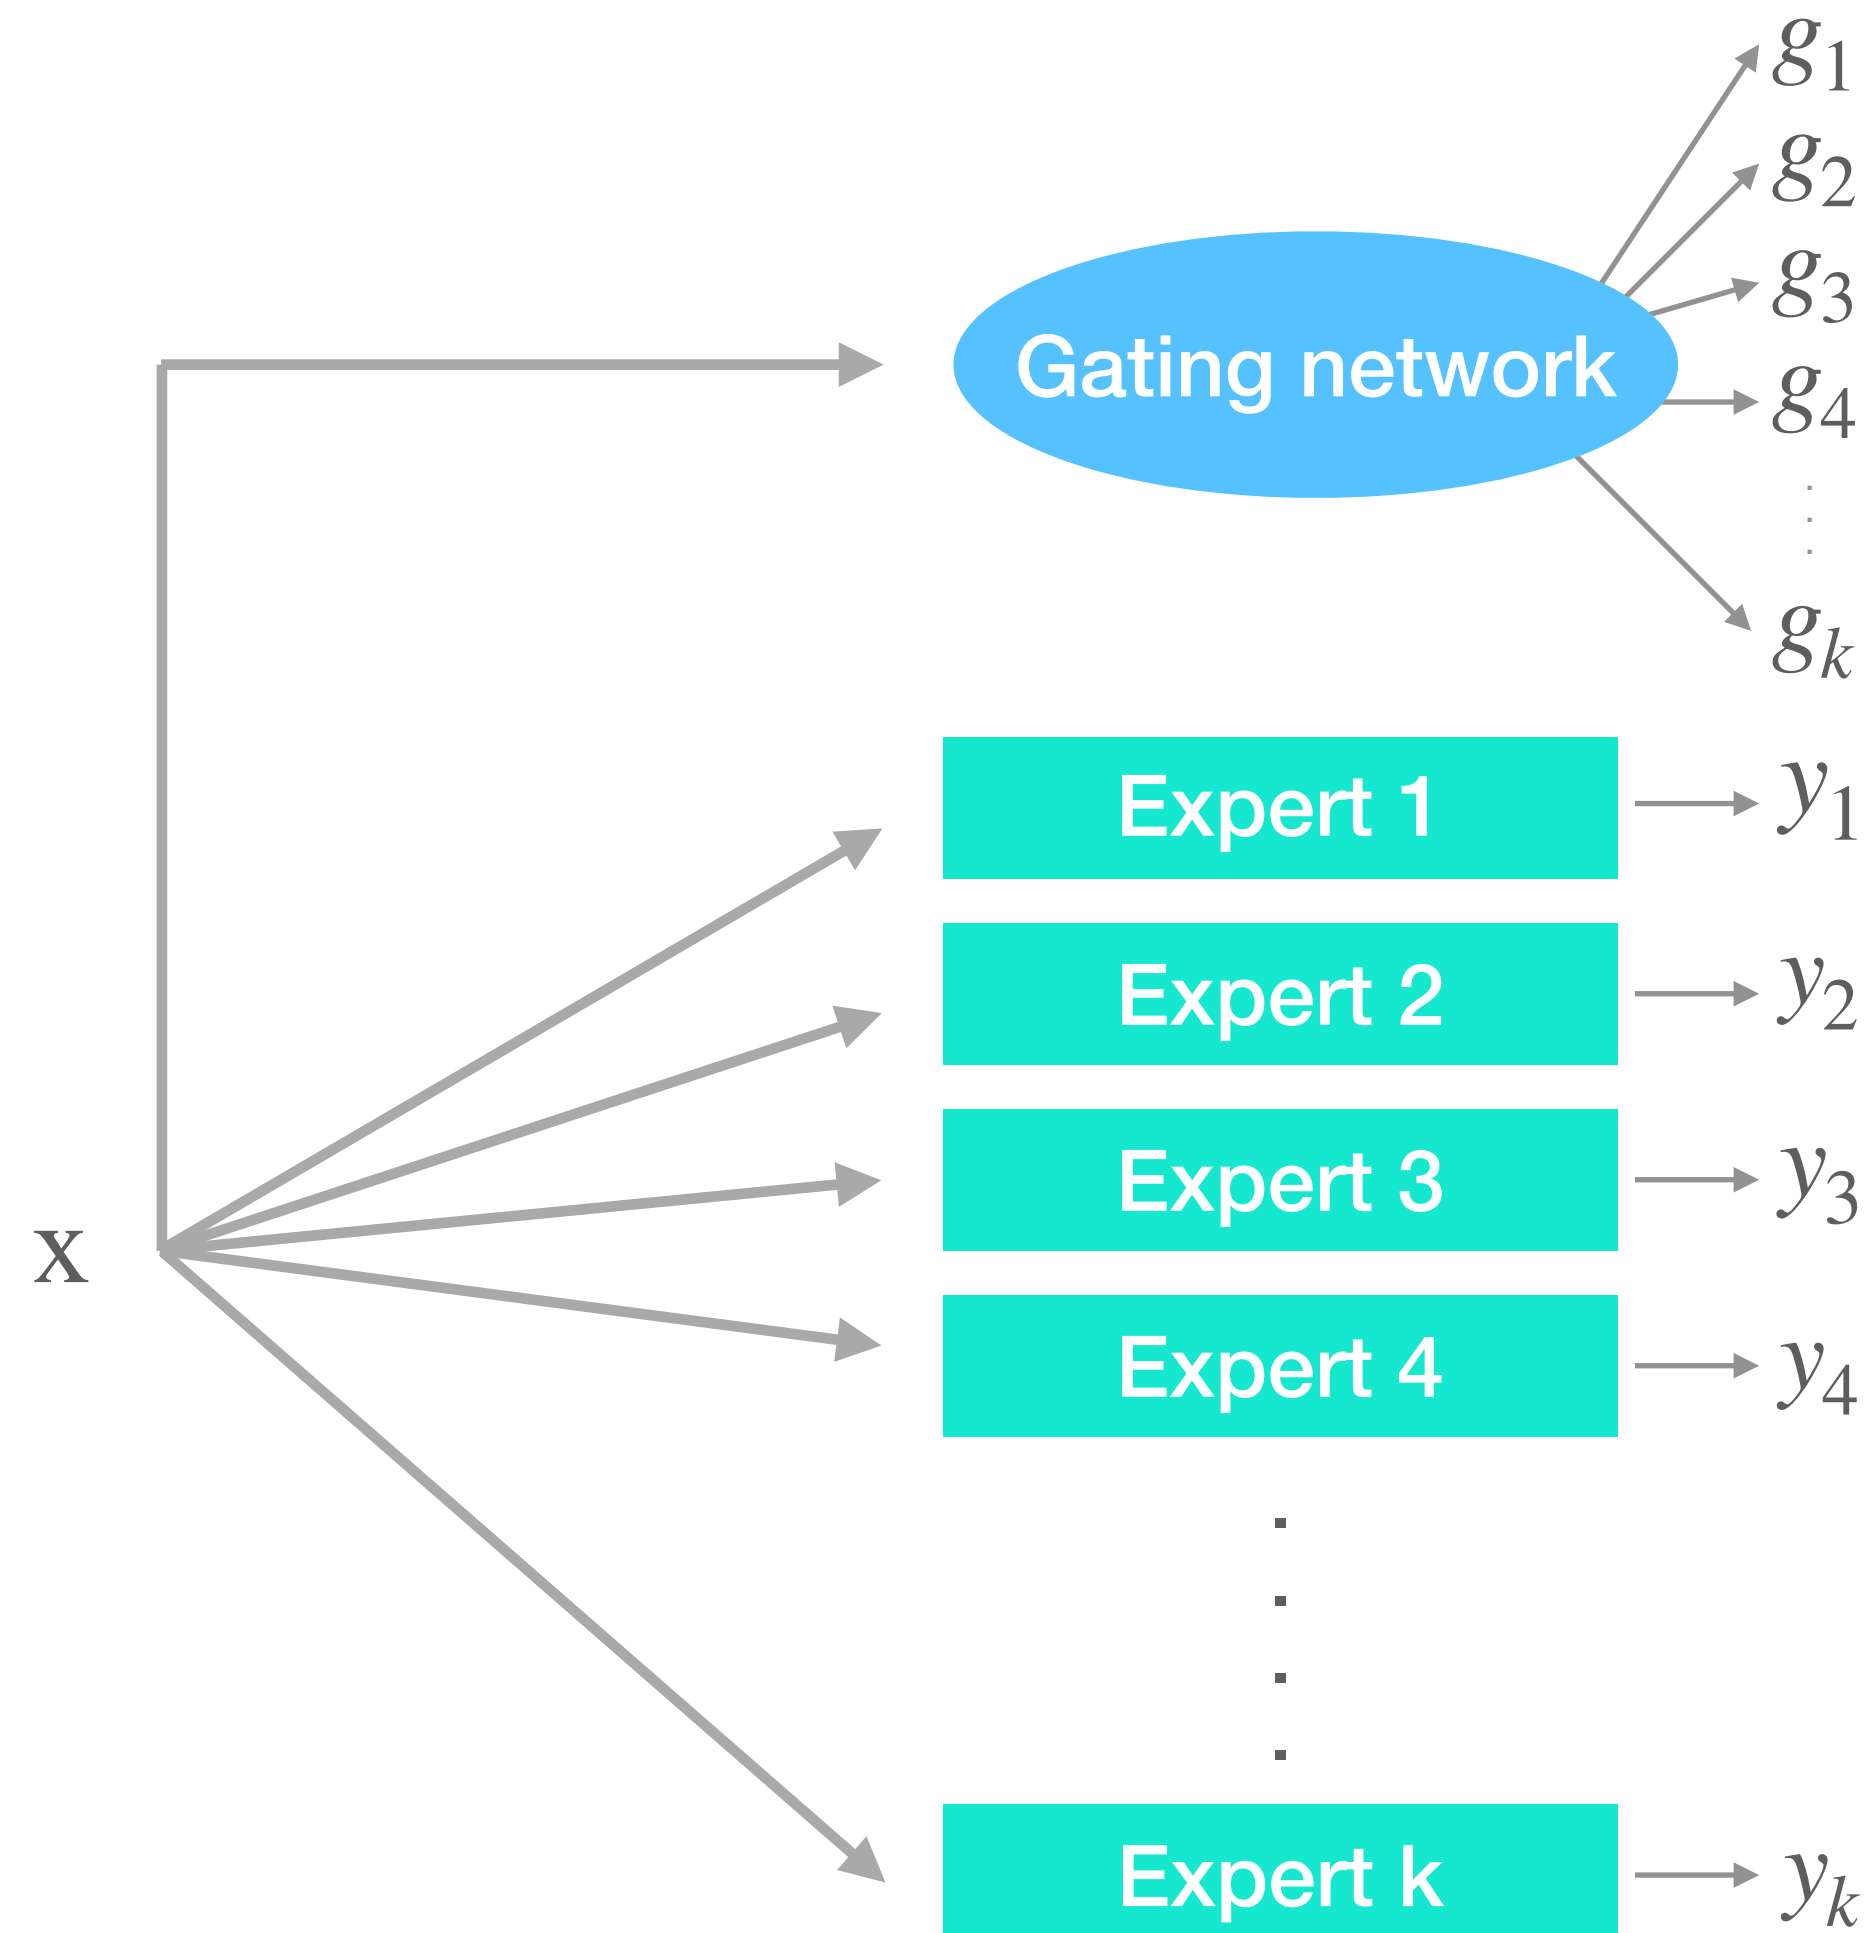 g1
g2
g3
Gating network
g4
gk
Expert 1 y1
Expert 2 y2
Expert 3 y3
x
Expert 4 y4
Expert k yk